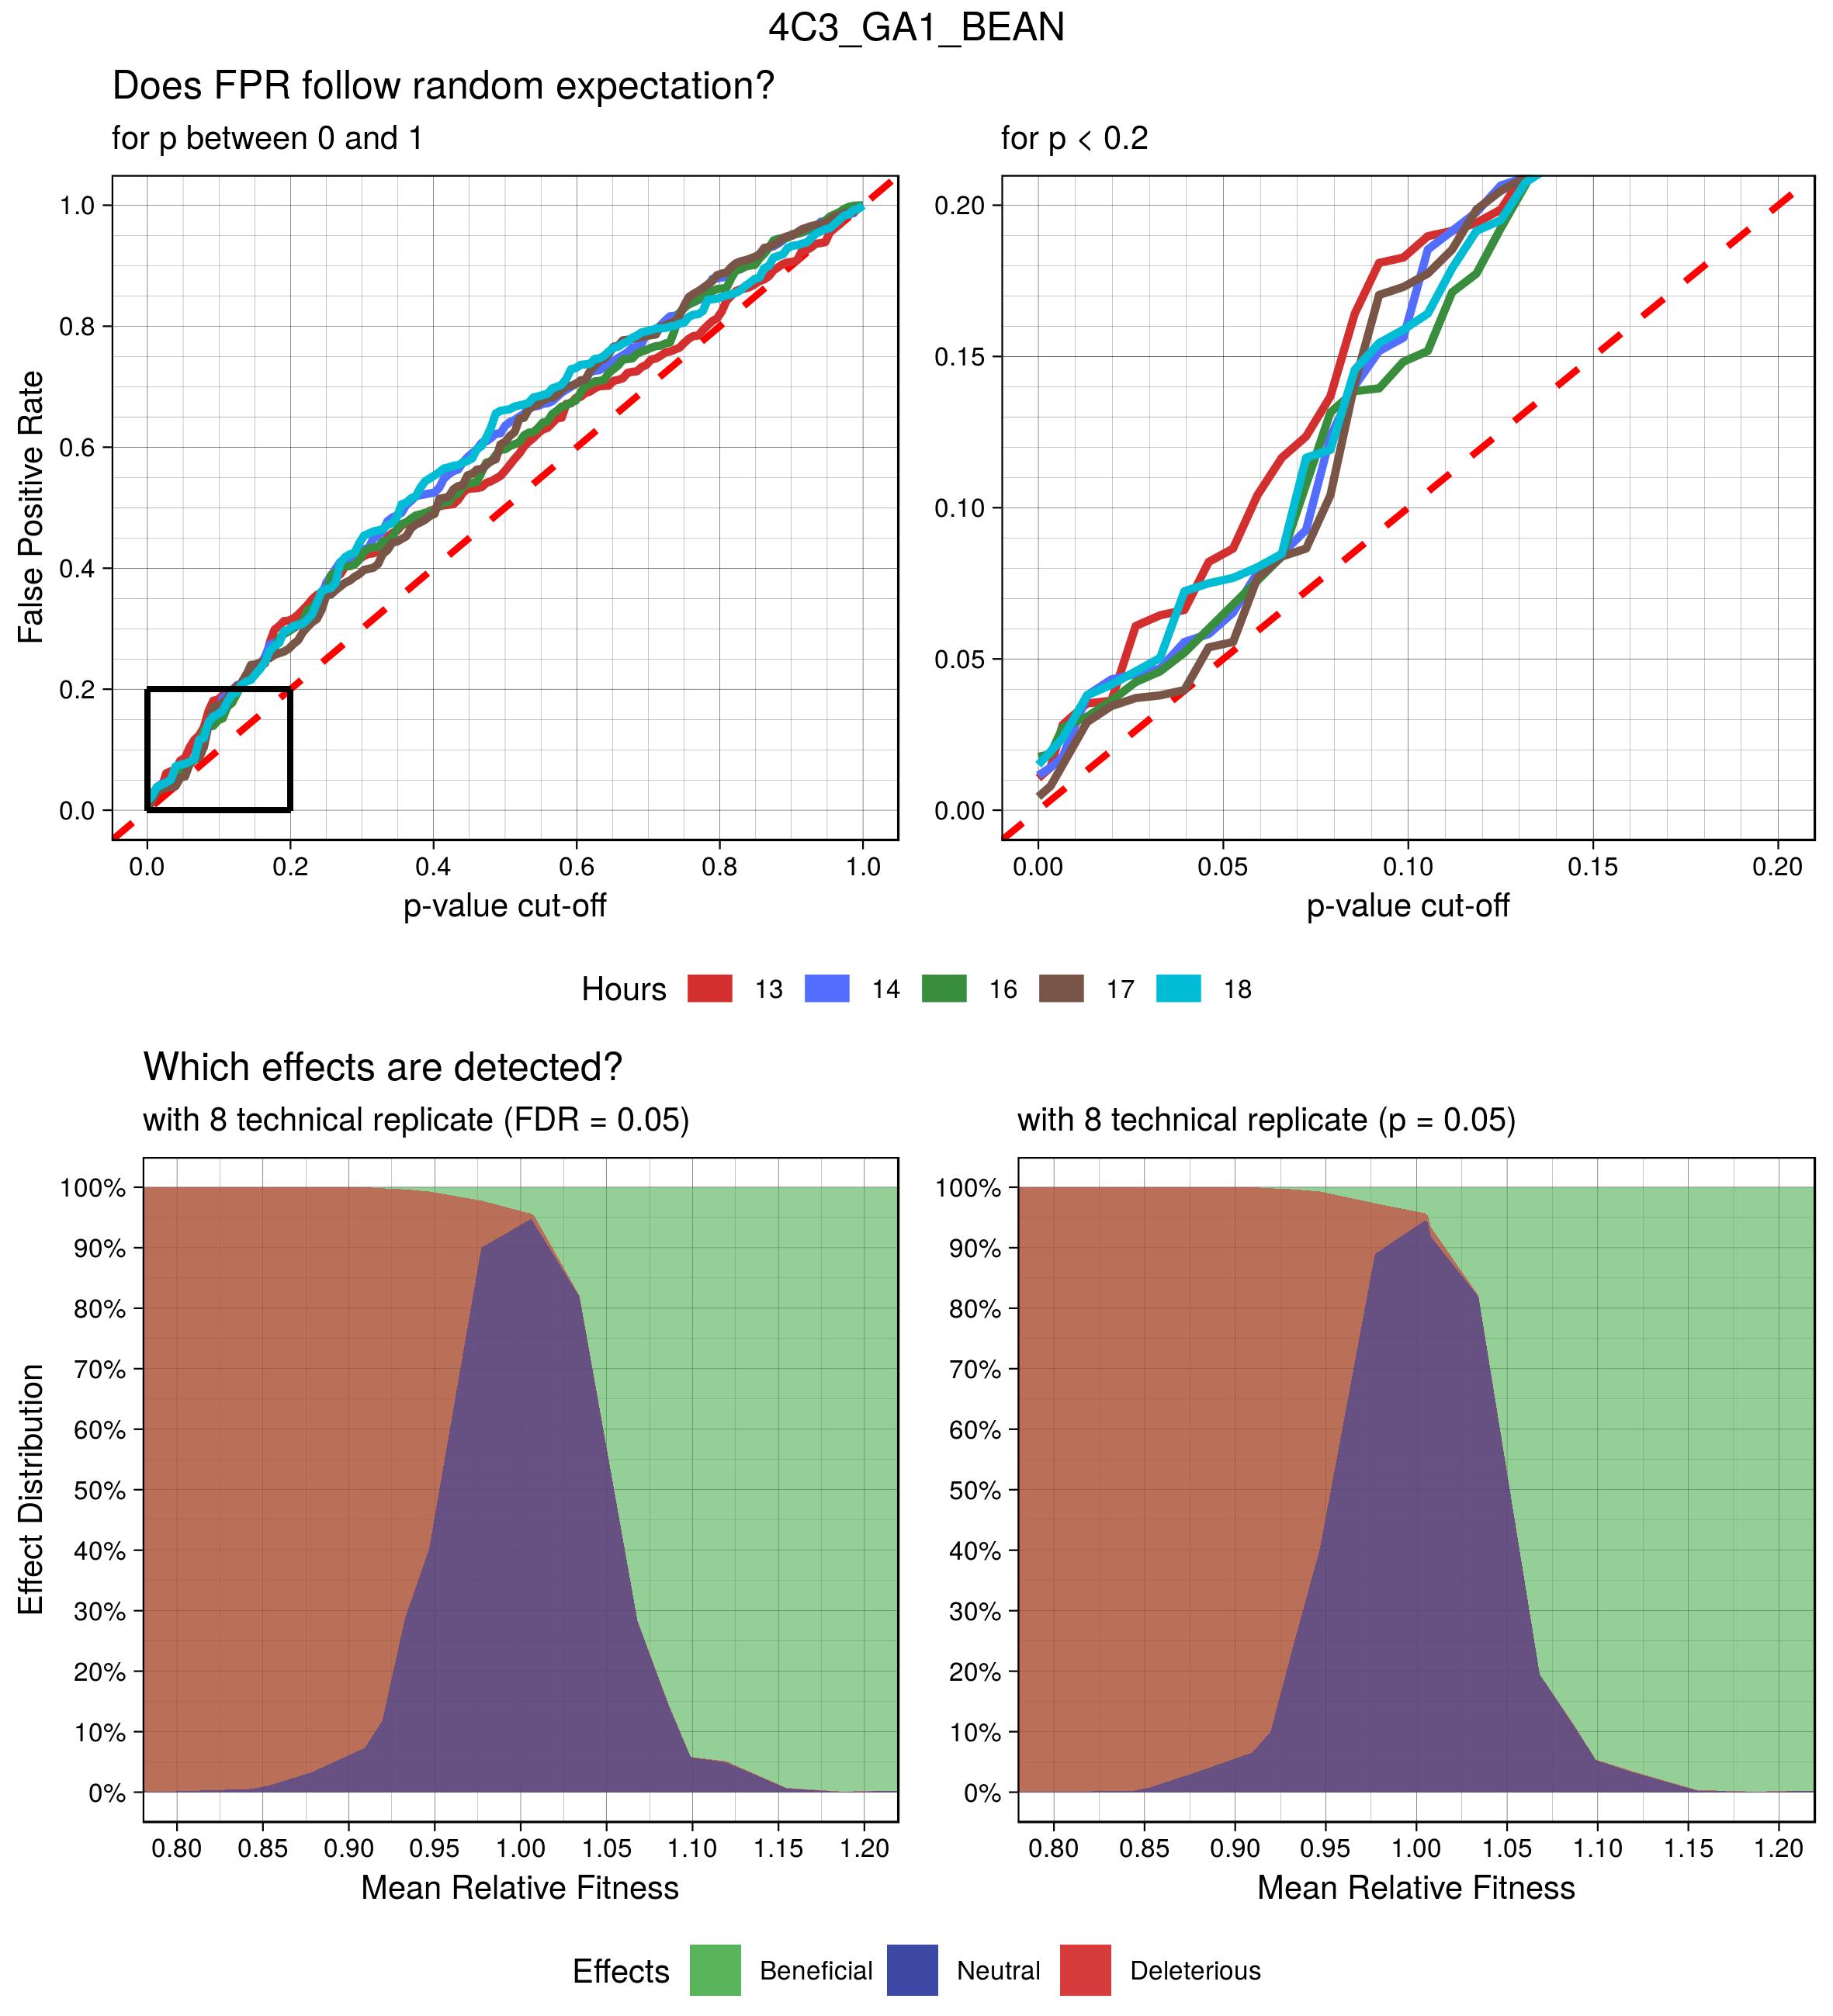 4C3_GA1_BEAN
Does FPR follow random expectation?
for p between 0 and 1
for p < 0.2
False Positive Rate
1.0
0.8
0.6
0.4
0.2
0.0
0.0 0.2 0.4 0.6 0.8 1.0
p-value cut-off
0.20
0.15
0.10
0.05
0.00
0.00 0.05 0.10 0.15 0.20
p-value cut-off
Hours 13 14 16 17 18
Which effects are detected?
with 8 technical replicate (FDR = 0.05)
with 8 technical replicate (p = 0.05)
Effect Distribution
100%
90%
80%
70%
60%
50%
40%
30%
20%
10%
0%
0.80 0.85 0.90 0.95 1.00 1.05 1.10 1.15 1.20
Mean Relative Fitness
100%
90%
80%
70%
60%
50%
40%
30%
20%
10%
0%
0.80 0.85 0.90 0.95 1.00 1.05 1.10 1.15 1.20
Mean Relative Fitness
Effects Beneficial Neutral Deleterious